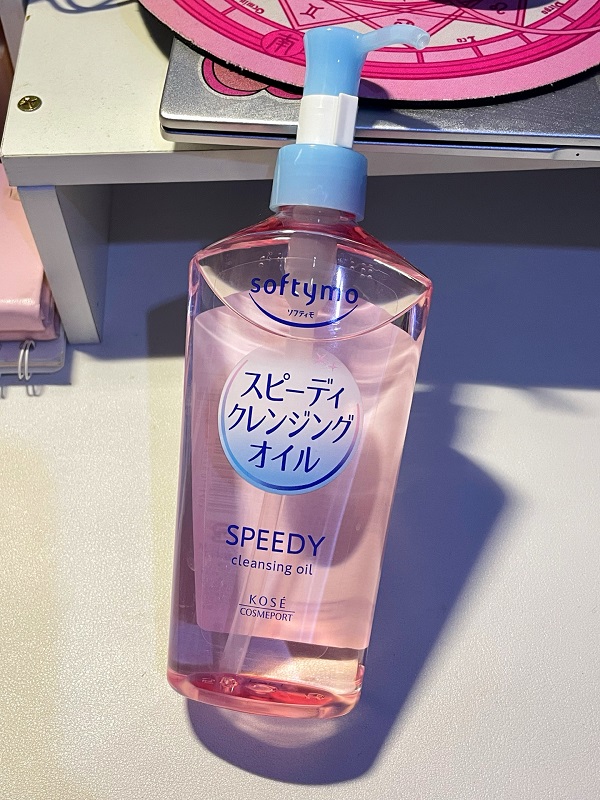 南
softymo
ソフティモ
スピーディ
クレンジング
オイル
SPEEDY
cleansing oil
KOSÉ
COSMEPORT